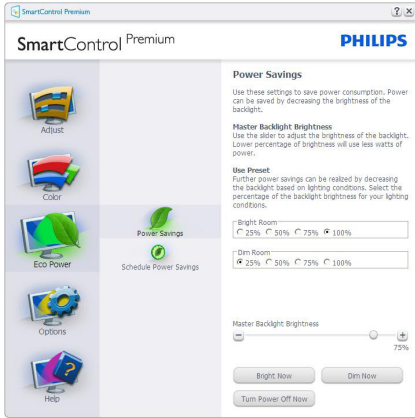 SmartControl Premium
SmartControl Premium
PHILIPS
Adjust
Color
Eco Power
Options
Help
Power Savings
Schedule Power Savings
Power Savings
Use these settings to save power consumption. Power
can be saved by decreasing the brightness of the
backlight.
Master Backlight Brightness
Use the slider to adjust the brightness of the backlight.
Lower percentage of brightness will use less watts of
power.
Use Preset
Further power savings can be realized by decreasing
the backlight based on lighting conditions. Select the
percentage of the backlight brightness for your lighting
conditions.
Bright Room
25% 50% 75% 100%
Dim Room
25% 50% 75% 100%
Master Backlight Brightness
75%
Bright Now Dim Now
Turn Power Off Now